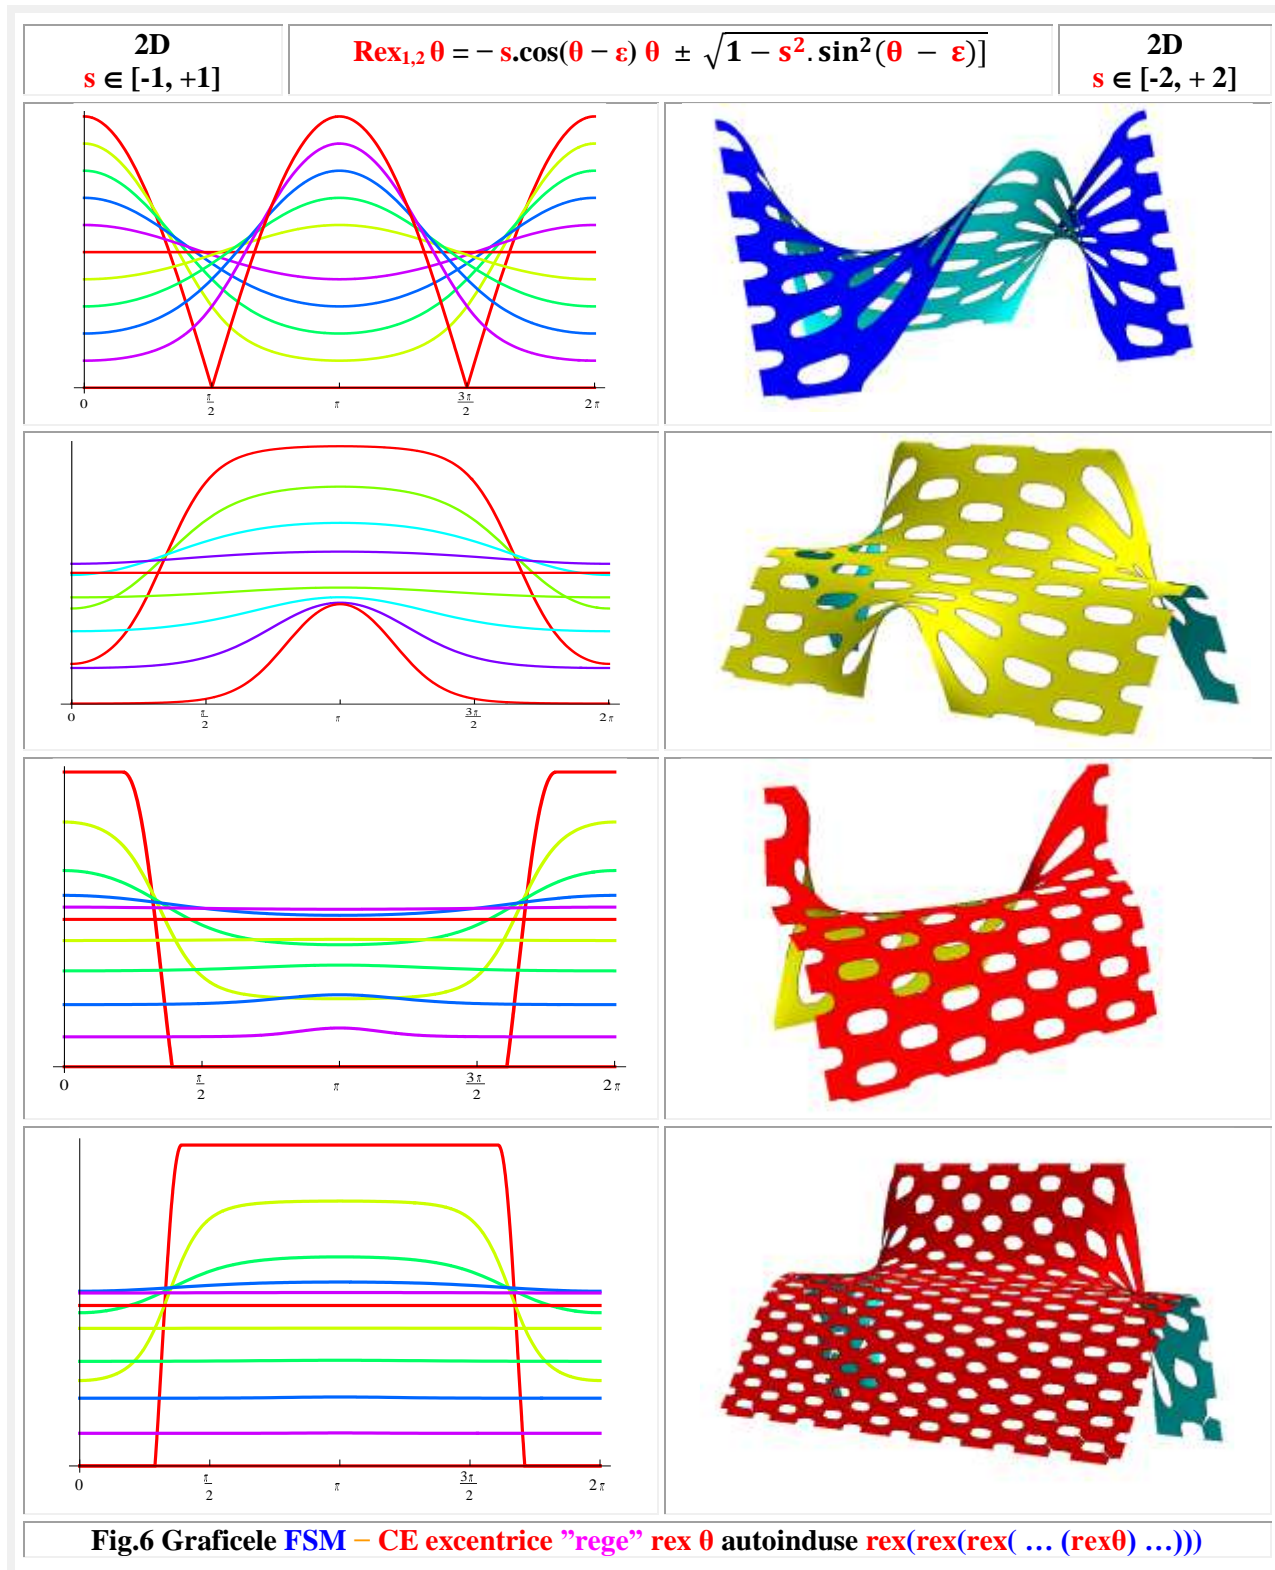 2D
s ∈ [-1, +1]
Rex1,2 θ = – s.cos(θ – ε) θ ± √1 − s². sin²(θ − ε)]
2D
s ∈ [-2, + 2]
0 π/2 π 3π/2 2π
0 π/2 π 3π/2 2π
0 π/2 π 3π/2 2π
0 π/2 π 3π/2 2π
Fig.6 Graficele FSM – CE excentrice ”rege” rex θ autoinduse rex(rex(rex( … (rexθ) …)))